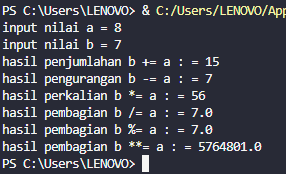 PS C:\Users\LENOVO> & C:/Users/LENOVO/App
input nilai a = 8
input nilai b = 7
hasil penjumlahan b += a : = 15
hasil pengurangan b -= a : = 7
hasil perkalian b *= a : = 56
hasil pembagian b /= a : = 7.0
hasil pembagian b %= a : = 7.0
hasil pembagian b **= a : = 5764801.0
PS C:\Users\LENOVO>